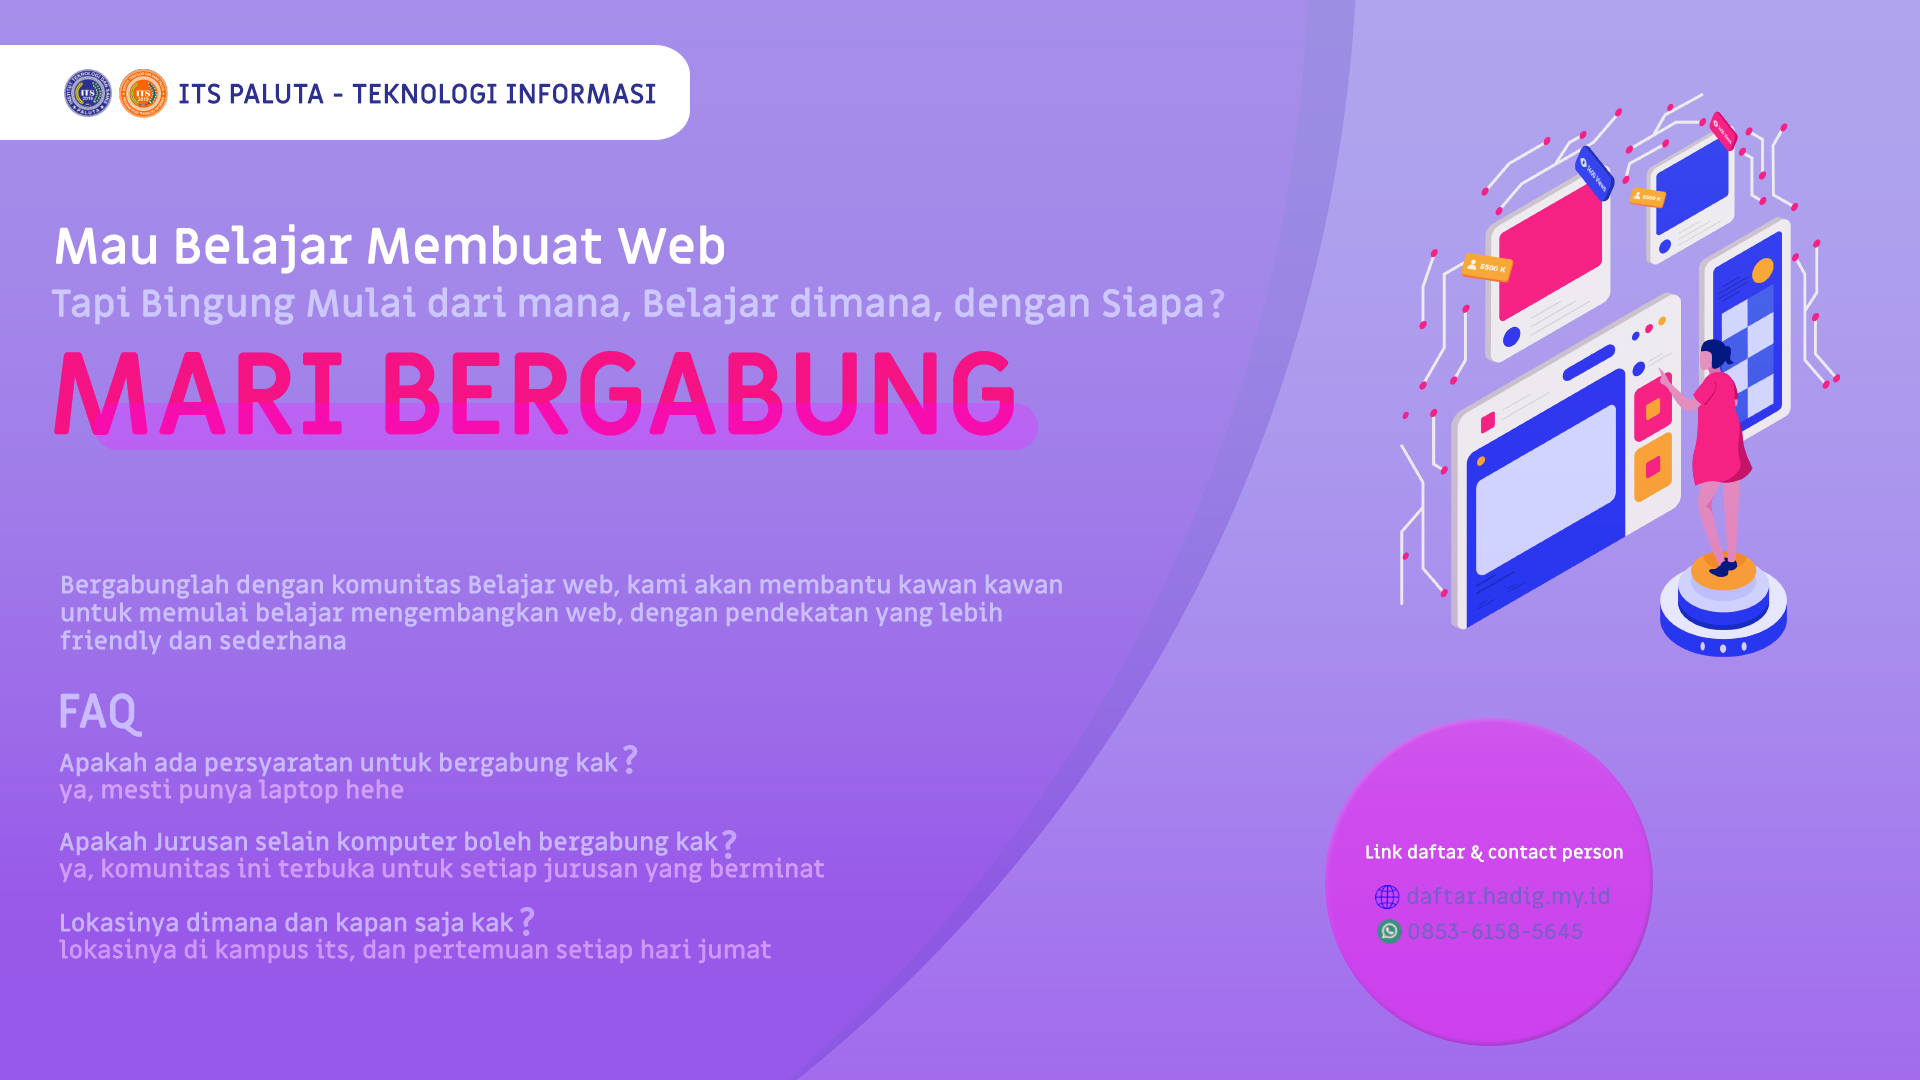 ITS PALUTA - TEKNOLOGI INFORMASI
Mau Belajar Membuat Web
Tapi Bingung Mulai dari mana, Belajar dimana, dengan Siapa?
MARI BERGABUNG
5500 K
Bergabunglah dengan komunitas Belajar web, kami akan membantu kawan kawan
untuk memulai belajar mengembangkan web, dengan pendekatan yang lebih
friendly dan sederhana
FAQ
Apakah ada persyaratan untuk bergabung kak?
ya, mesti punya laptop hehe
Apakah Jurusan selain komputer boleh bergabung kak?
ya, komunitas ini terbuka untuk setiap jurusan yang berminat
Lokasinya dimana dan kapan saja kak?
lokasinya di kampus its, dan pertemuan setiap hari jumat
Link daftar & contact person
daftar.hadig.my.id
0853-6158-5645